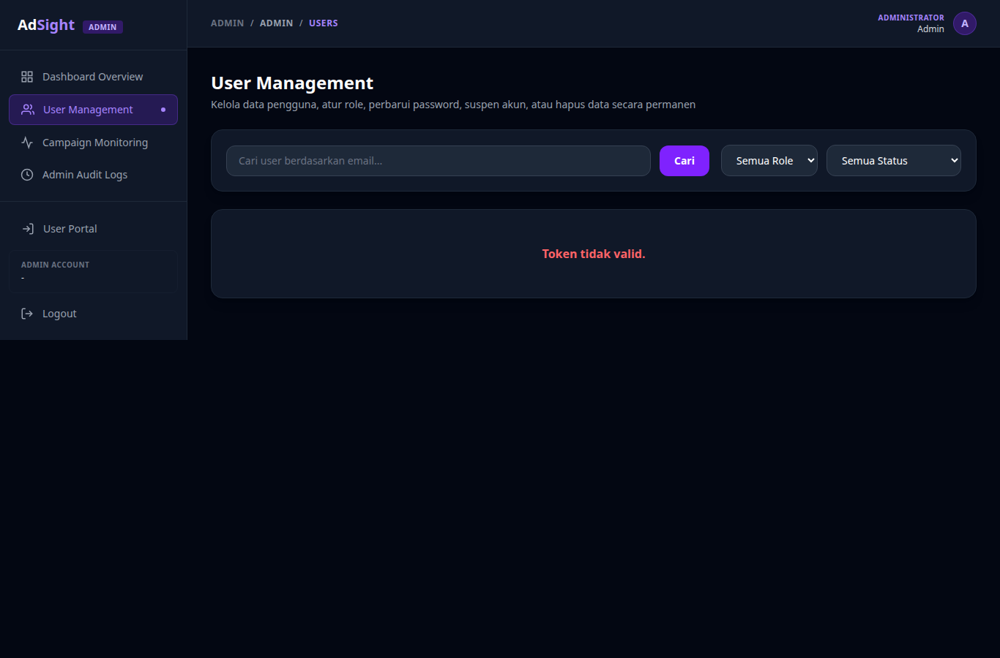 AdSight ADMIN
Dashboard Overview
User Management
Campaign Monitoring
Admin Audit Logs
User Portal
ADMIN ACCOUNT
-
Logout
ADMIN / ADMIN / USERS
ADMINISTRATOR
Admin
A
User Management
Kelola data pengguna, atur role, perbarui password, suspen akun, atau hapus data secara permanen
Cari user berdasarkan email... Cari Semua Role Semua Status
Token tidak valid.